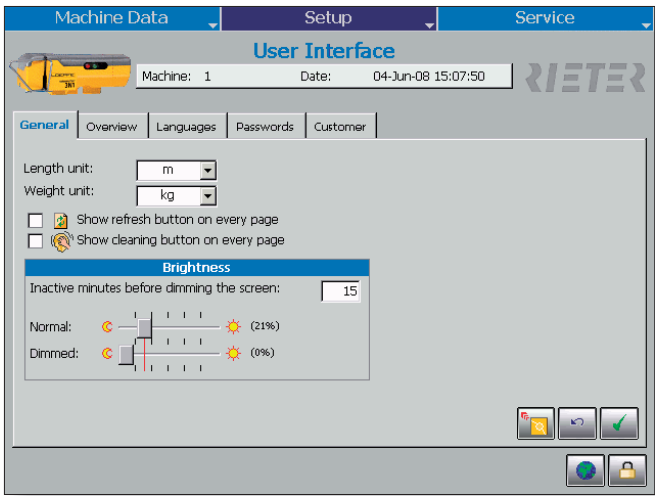 Machine Data Setup Service
User Interface
Machine: 1 Date: 04-Jun-08 15:07:50
RIETER
LOEPFE
General Overview Languages Passwords Customer
Length unit: m
Weight unit: kg
Show refresh button on every page
Show cleaning button on every page
Brightness
Inactive minutes before dimming the screen: 15
Normal: (21%)
Dimmed: (0%)